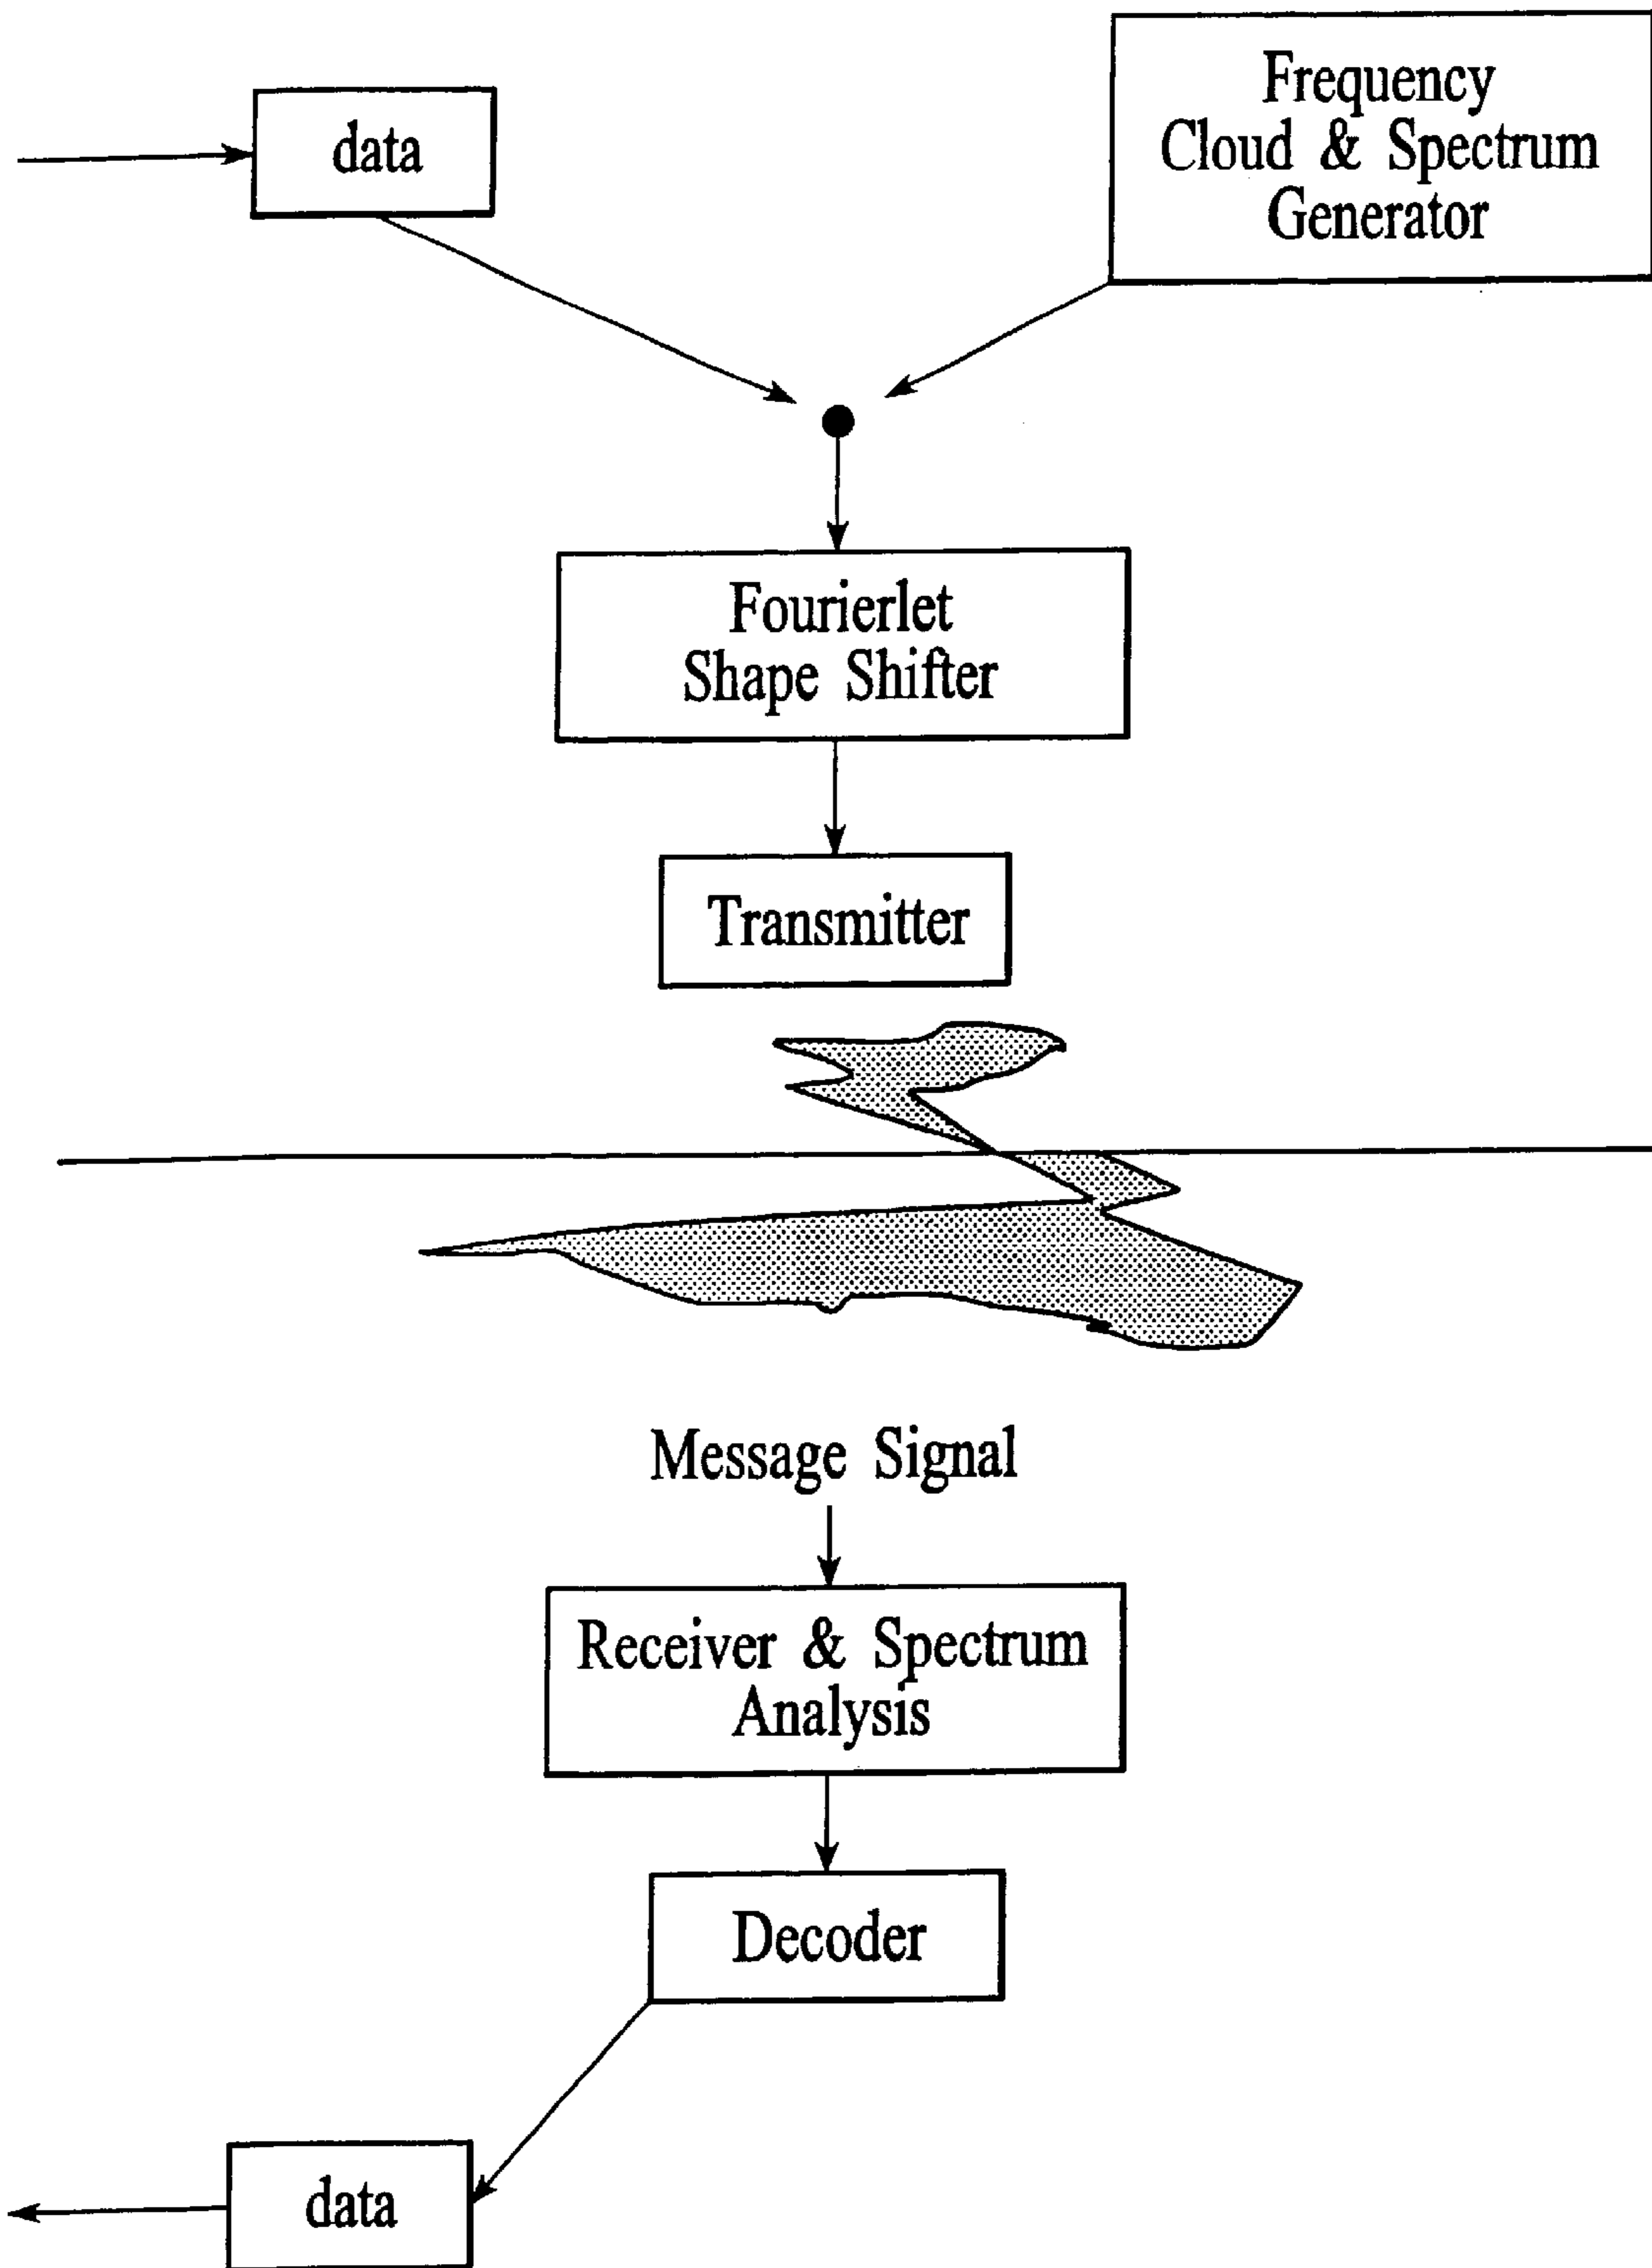 data
Frequency
Cloud & Spectrum
Generator
Fourierlet
Shape Shifter
Transmitter
Message Signal
Receiver & Spectrum
Analysis
Decoder
data